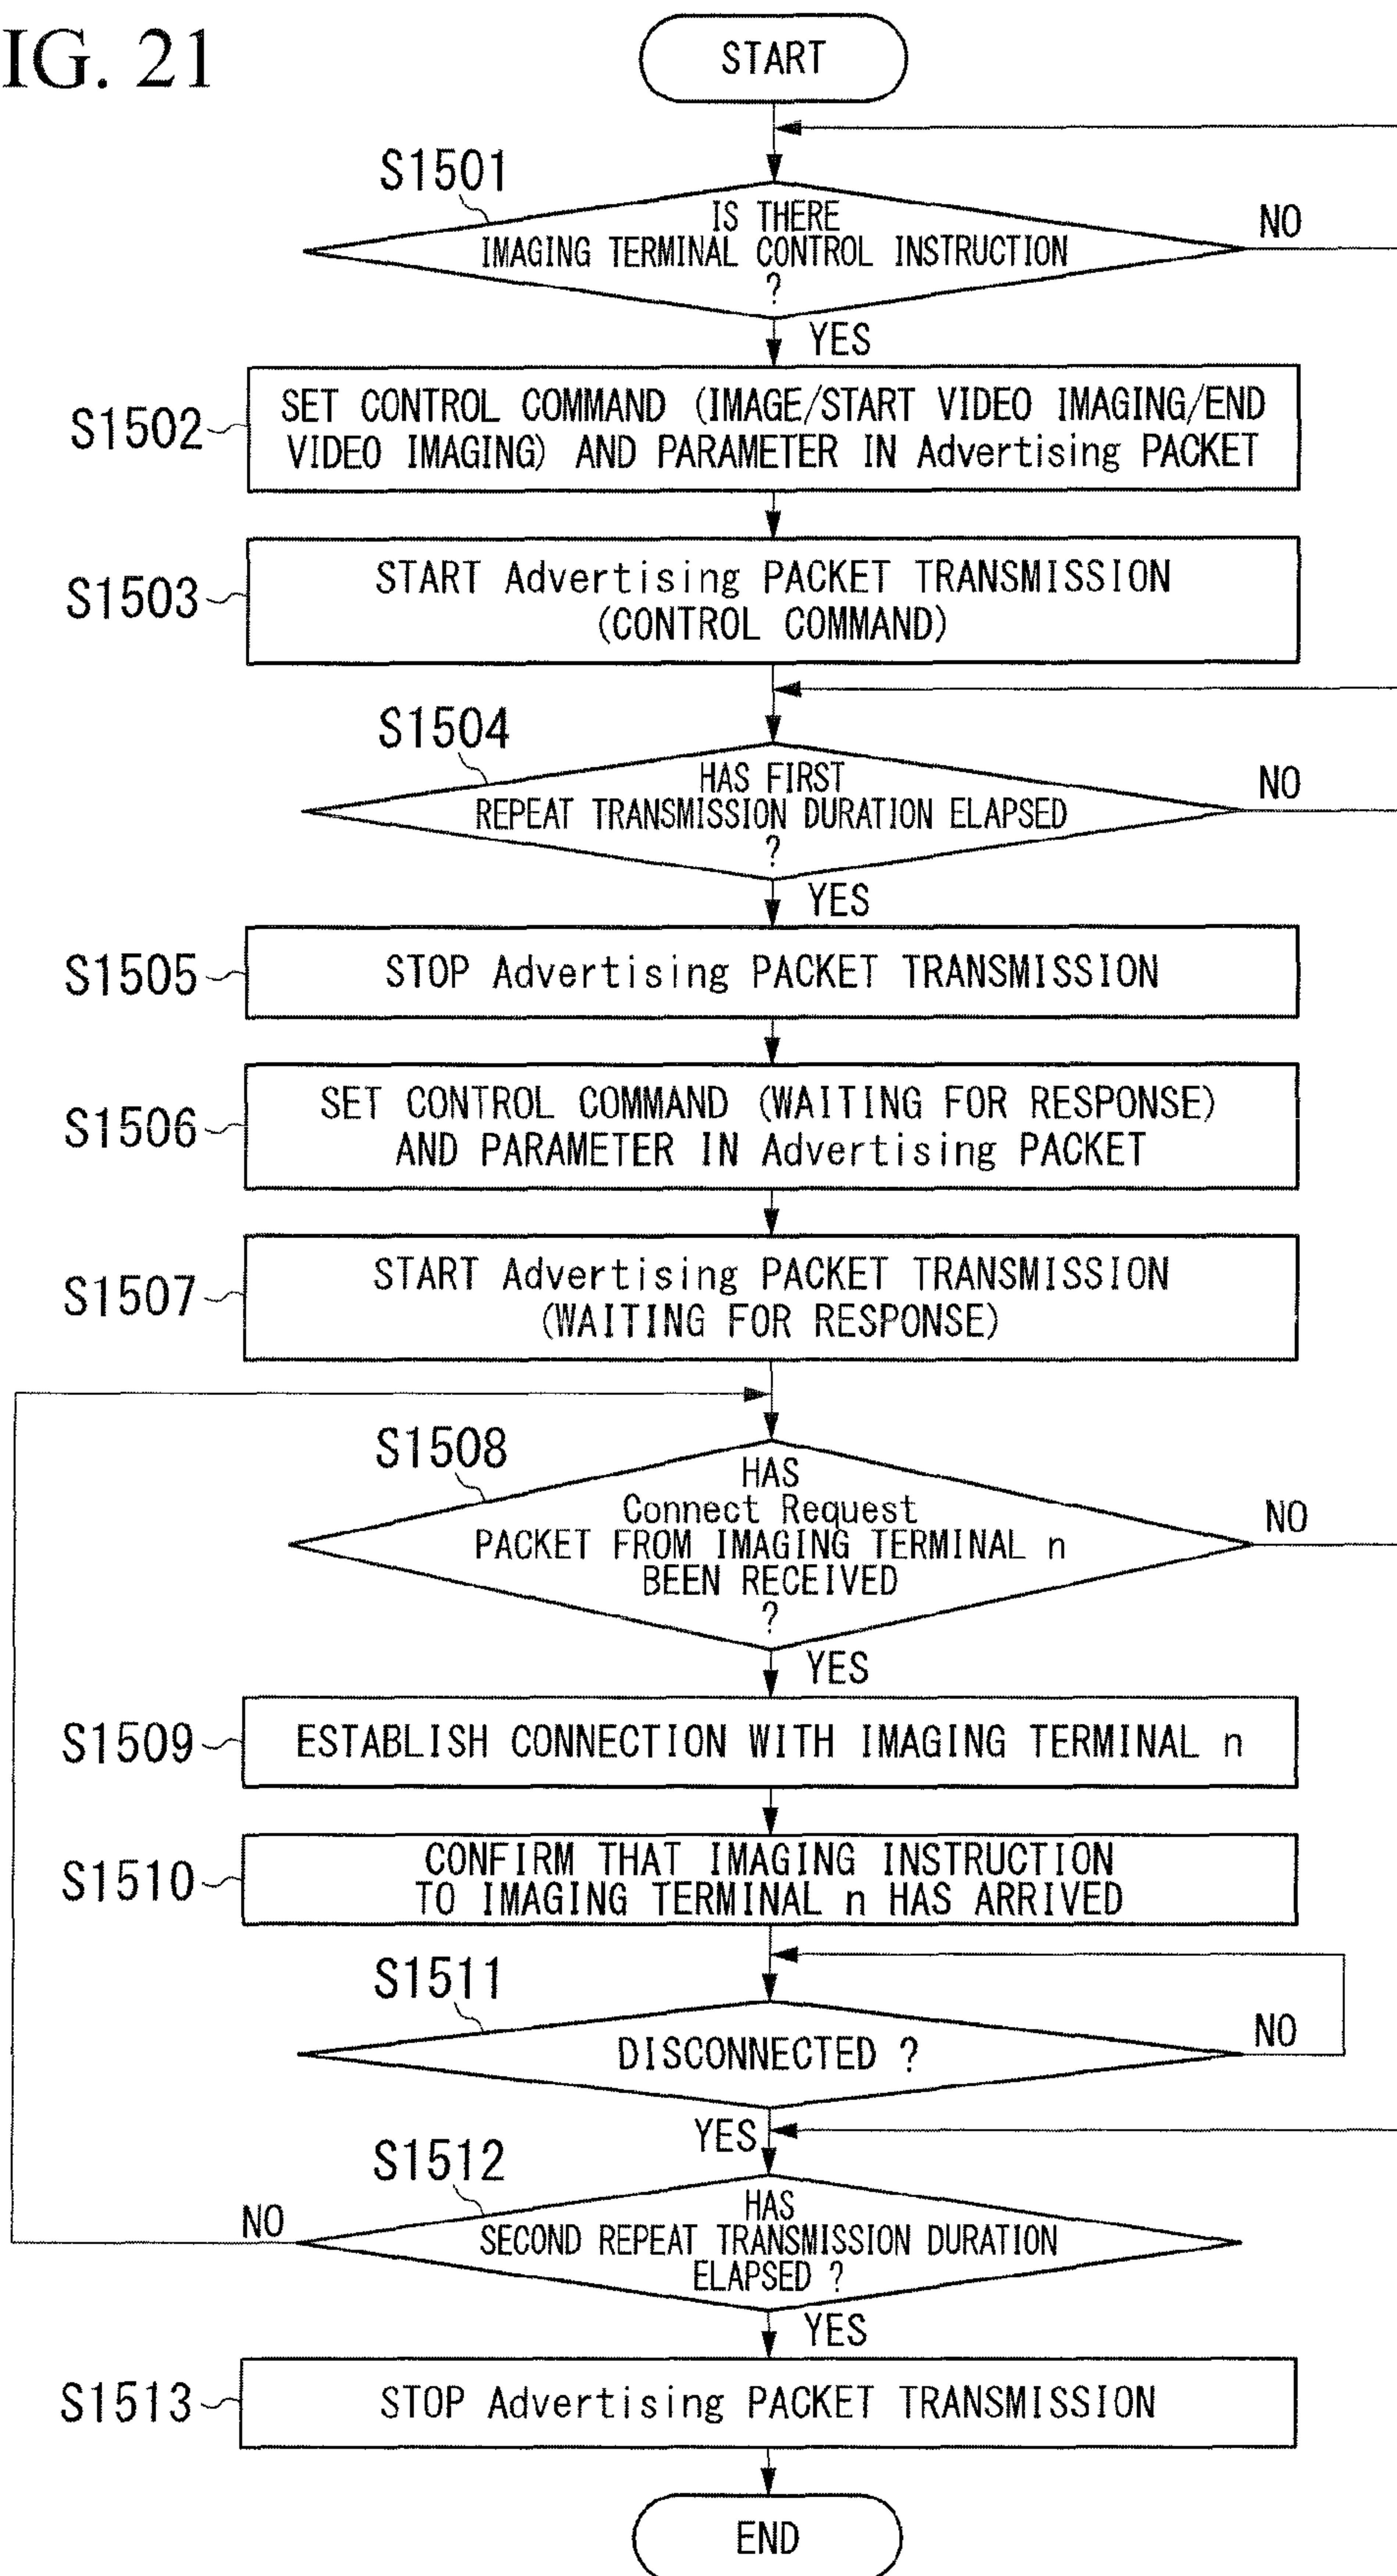 IG. 21
START
S1501
IS THERE
IMAGING TERMINAL CONTROL INSTRUCTION
?
NO
YES
S1502
SET CONTROL COMMAND (IMAGE/START VIDEO IMAGING/END
VIDEO IMAGING) AND PARAMETER IN Advertising PACKET
S1503
START Advertising PACKET TRANSMISSION
(CONTROL COMMAND)
S1504
HAS FIRST
REPEAT TRANSMISSION DURATION ELAPSED
?
NO
YES
S1505
STOP Advertising PACKET TRANSMISSION
S1506
SET CONTROL COMMAND (WAITING FOR RESPONSE)
AND PARAMETER IN Advertising PACKET
S1507
START Advertising PACKET TRANSMISSION
(WAITING FOR RESPONSE)
S1508
HAS
Connect Request
PACKET FROM IMAGING TERMINAL n
BEEN RECEIVED
?
NO
YES
S1509
ESTABLISH CONNECTION WITH IMAGING TERMINAL n
S1510
CONFIRM THAT IMAGING INSTRUCTION
TO IMAGING TERMINAL n HAS ARRIVED
S1511
DISCONNECTED ?
NO
YES
S1512
HAS
SECOND REPEAT TRANSMISSION DURATION
ELAPSED ?
NO
YES
S1513
STOP Advertising PACKET TRANSMISSION
END